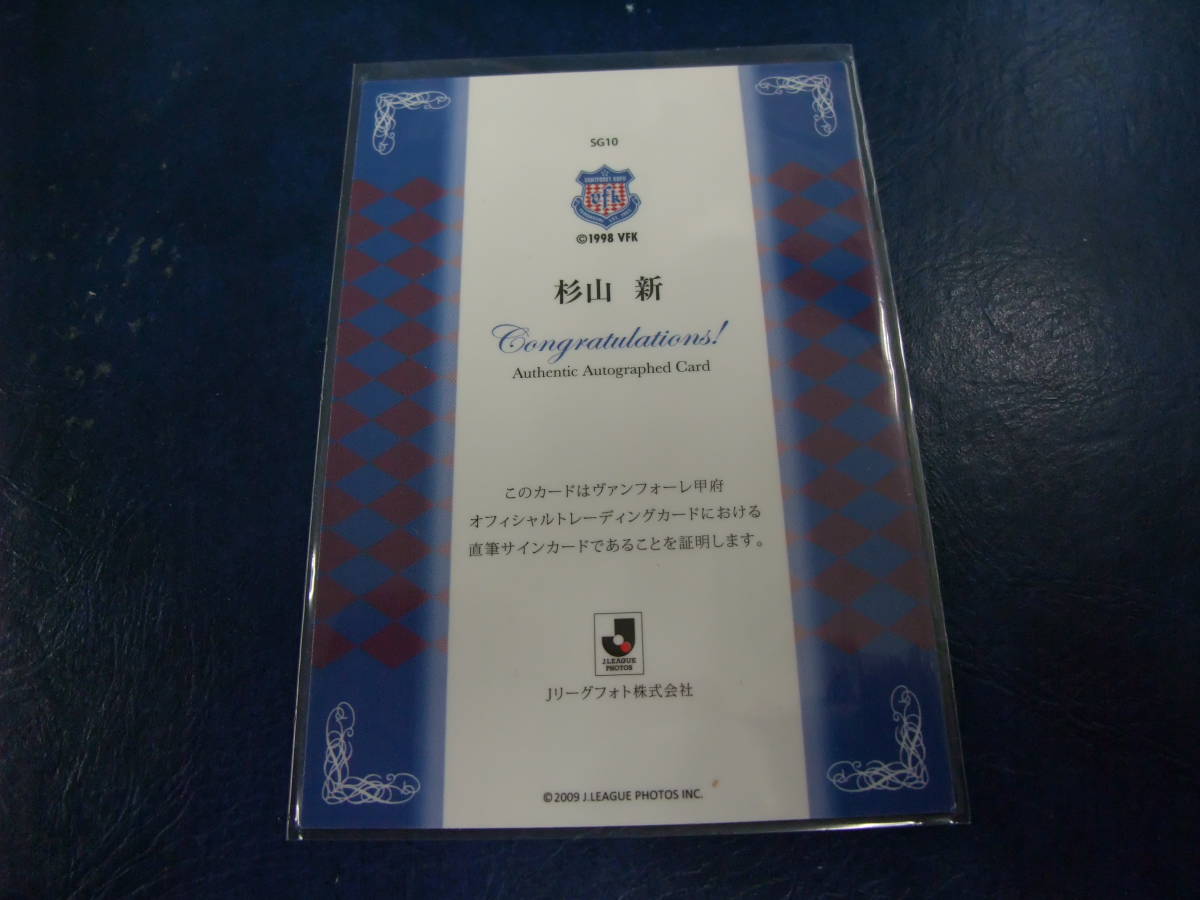 SG10
VENTFORET KOFU
vfk
©1998 VFK
杉山 新
Congratulations!
Authentic Autographed Card
このカードはヴァンフォーレ甲府
オフィシャルトレーディングカードにおける
直筆サインカードであることを証明します。
J.LEAGUE
PHOTOS
Jリーグフォト株式会社
©2009 J.LEAGUE PHOTOS INC.